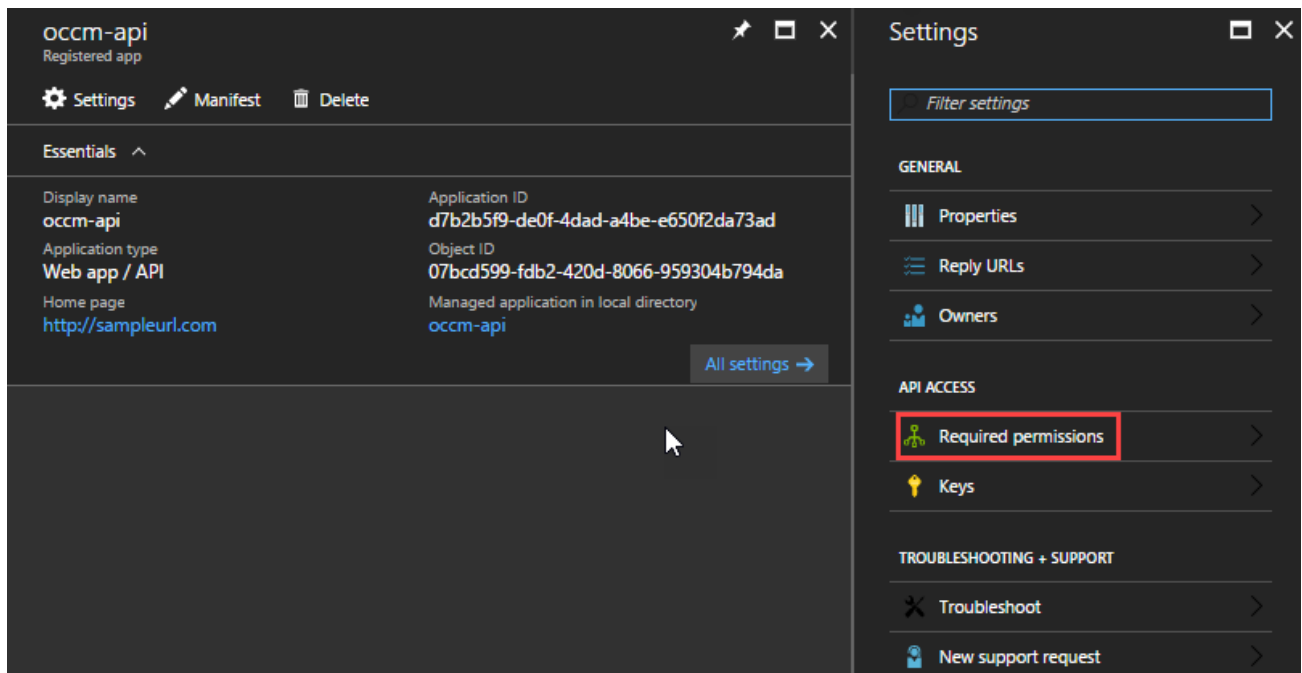 occm-api
Registered app
Settings Manifest Delete
Essentials
Display name
occm-api
Application type
Web app / API
Home page
http://sampleurl.com
Application ID
d7b2b5f9-de0f-4dad-a4be-e650f2da73ad
Object ID
07bcd599-fdb2-420d-8066-959304b794da
Managed application in local directory
occm-api
All settings
Settings
Filter settings
GENERAL
Properties
Reply URLs
Owners
API ACCESS
Required permissions
Keys
TROUBLESHOOTING + SUPPORT
Troubleshoot
New support request